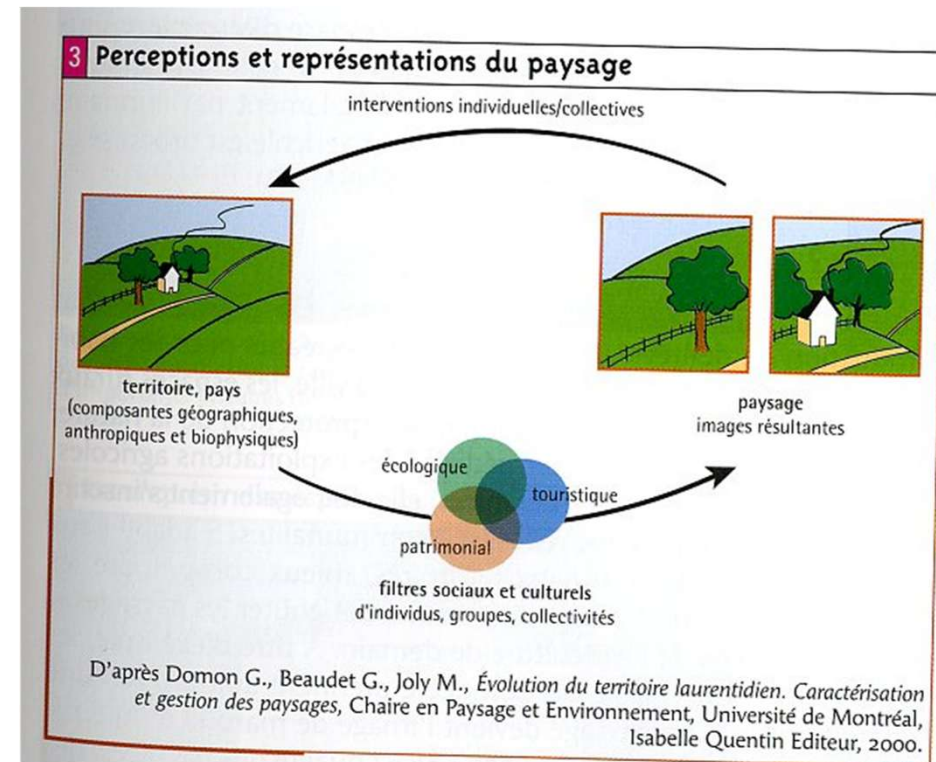 3 Perceptions et représentations du paysage
interventions individuelles/collectives
territoire, pays
(composantes géographiques,
anthropiques et biophysiques)
paysage
images résultantes
écologique
touristique
patrimonial
filtres sociaux et culturels
d'individus, groupes, collectivités
D'après Domon G., Beaudet G., Joly M., Évolution du territoire laurentidien. Caractérisation
et gestion des paysages, Chaire en Paysage et Environnement, Université de Montréal,
Isabelle Quentin Editeur, 2000.